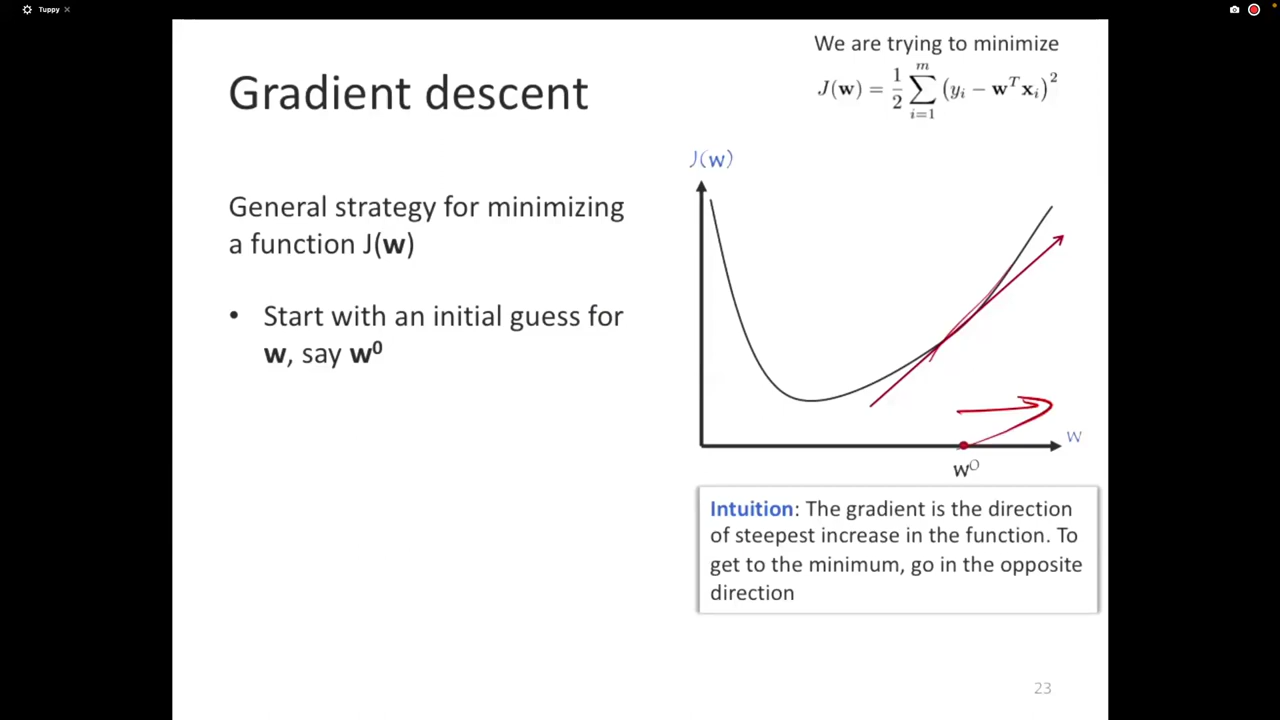 Tuppy
We are trying to minimize
J(w) = 1/2 ∑_{i=1}^{m} (y_i − w^T x_i)^2
Gradient descent
J(w)
General strategy for minimizing
a function J(w)
• Start with an initial guess for
w, say w⁰
w
w⁰
Intuition: The gradient is the direction
of steepest increase in the function. To
get to the minimum, go in the opposite
direction
23